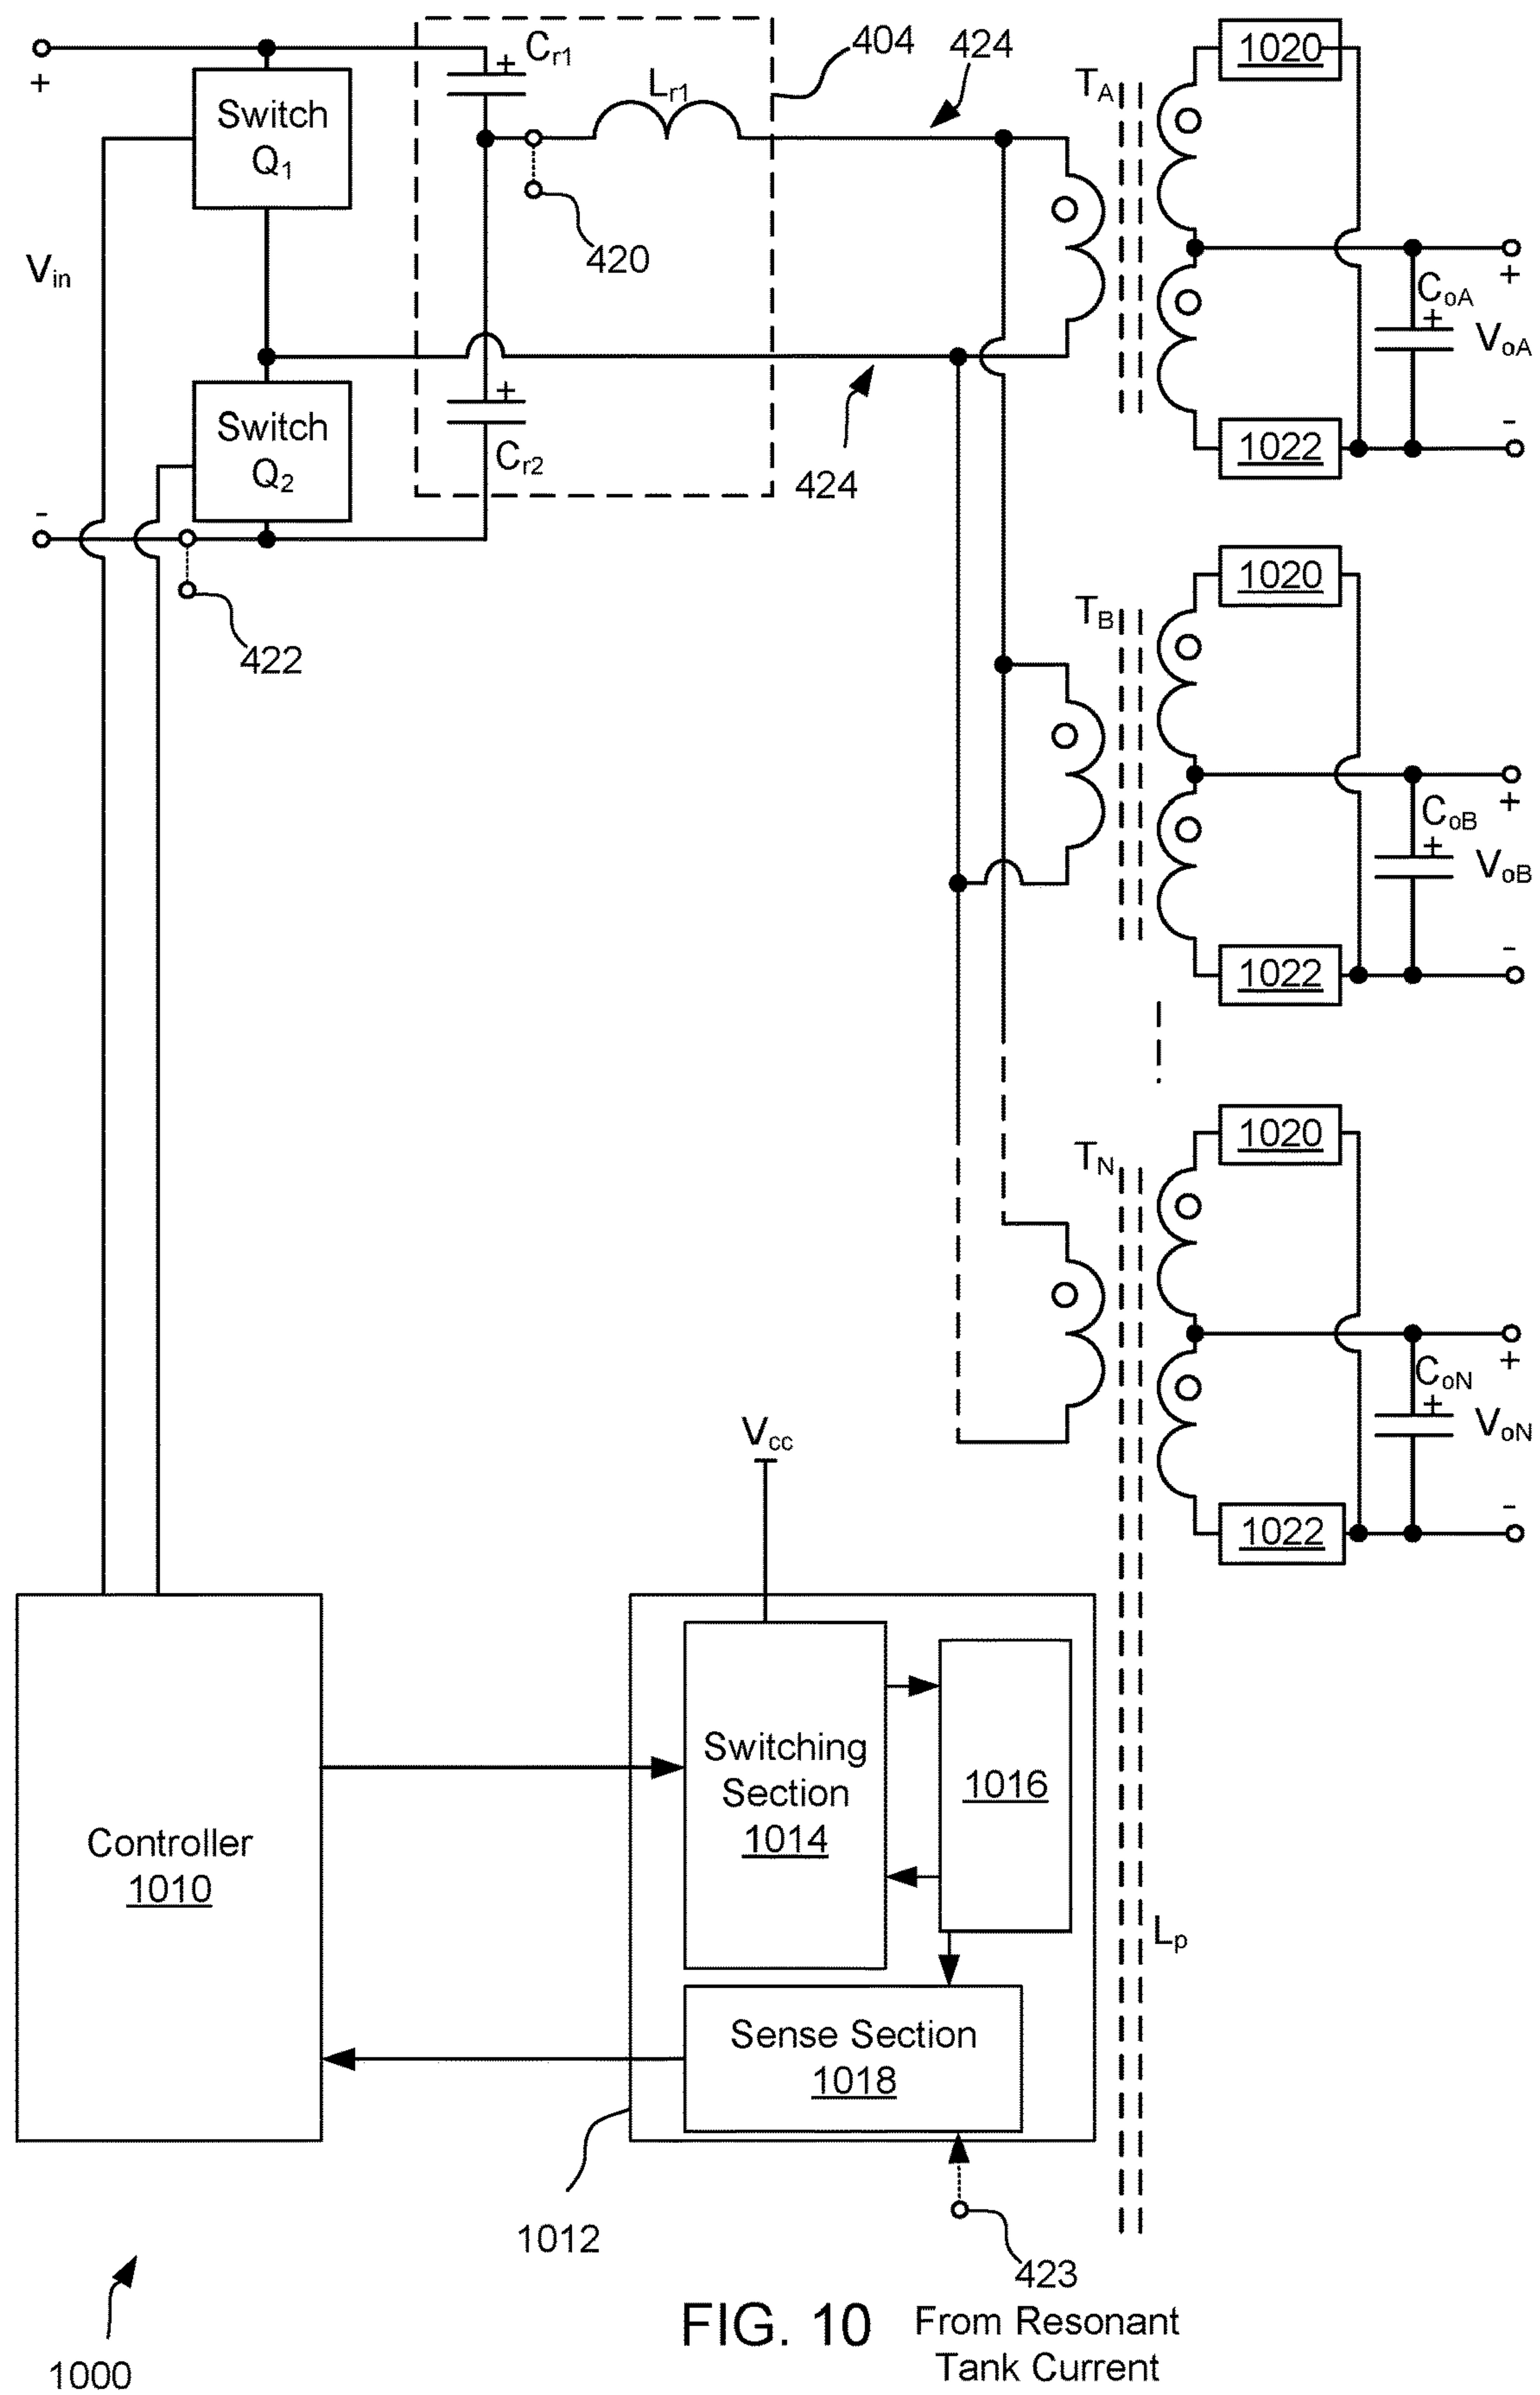 +
Switch
Q1
Vin
Switch
Q2
-
422
Cr1
+
Lr1
404
420
+
Cr2
424
424
TA
1020
+
CoA
+
VoA
-
1022
TB
1020
+
CoB
+
VoB
-
1022
TN
1020
+
CoN
+
VoN
-
1022
Vcc
Controller
1010
Switching
Section
1014
1016
Sense Section
1018
Lp
1012
423
From Resonant
Tank Current
1000
FIG. 10